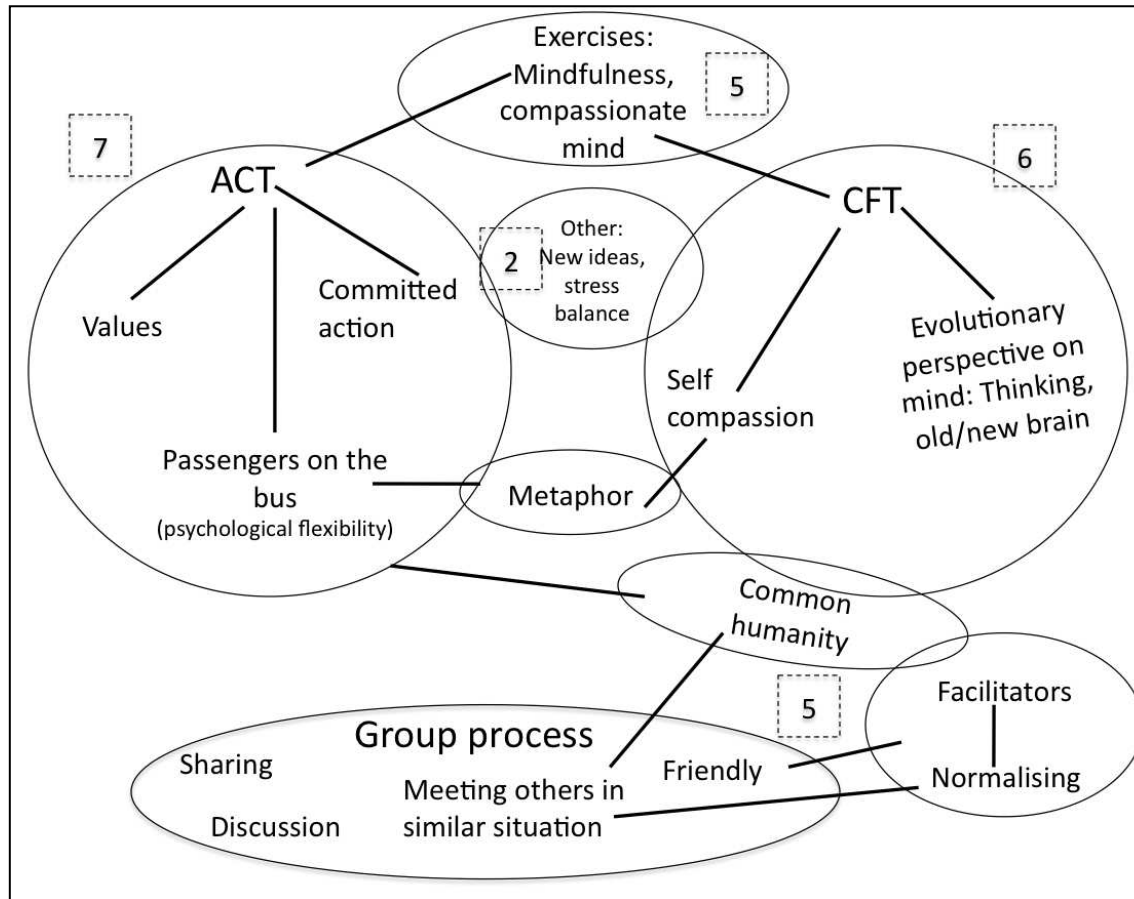 Exercises:
Mindfulness,
compassionate
mind
5
7
ACT
6
CFT
Other:
New ideas,
stress
balance
2
Values
Committed
action
Evolutionary
perspective on
mind: Thinking,
old/new brain
Self
compassion
Passengers on the
bus
(psychological flexibility)
Metaphor
Common
humanity
5
Facilitators
Normalising
Group process
Sharing
Friendly
Meeting others in
similar situation
Discussion